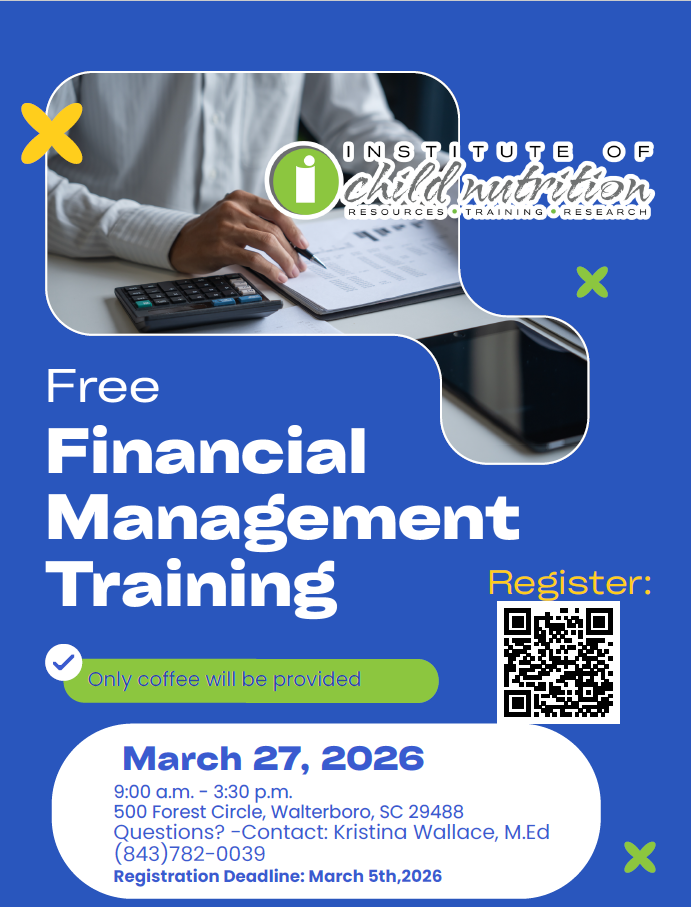 INSTITUTE OF
child nutrition
RESOURCES • TRAINING • RESEARCH
Free
Financial
Management
Training
Register:
Only coffee will be provided
March 27, 2026
9:00 a.m. - 3:30 p.m.
500 Forest Circle, Walterboro, SC 29488
Questions? -Contact: Kristina Wallace, M.Ed
(843)782-0039
Registration Deadline: March 5th,2026